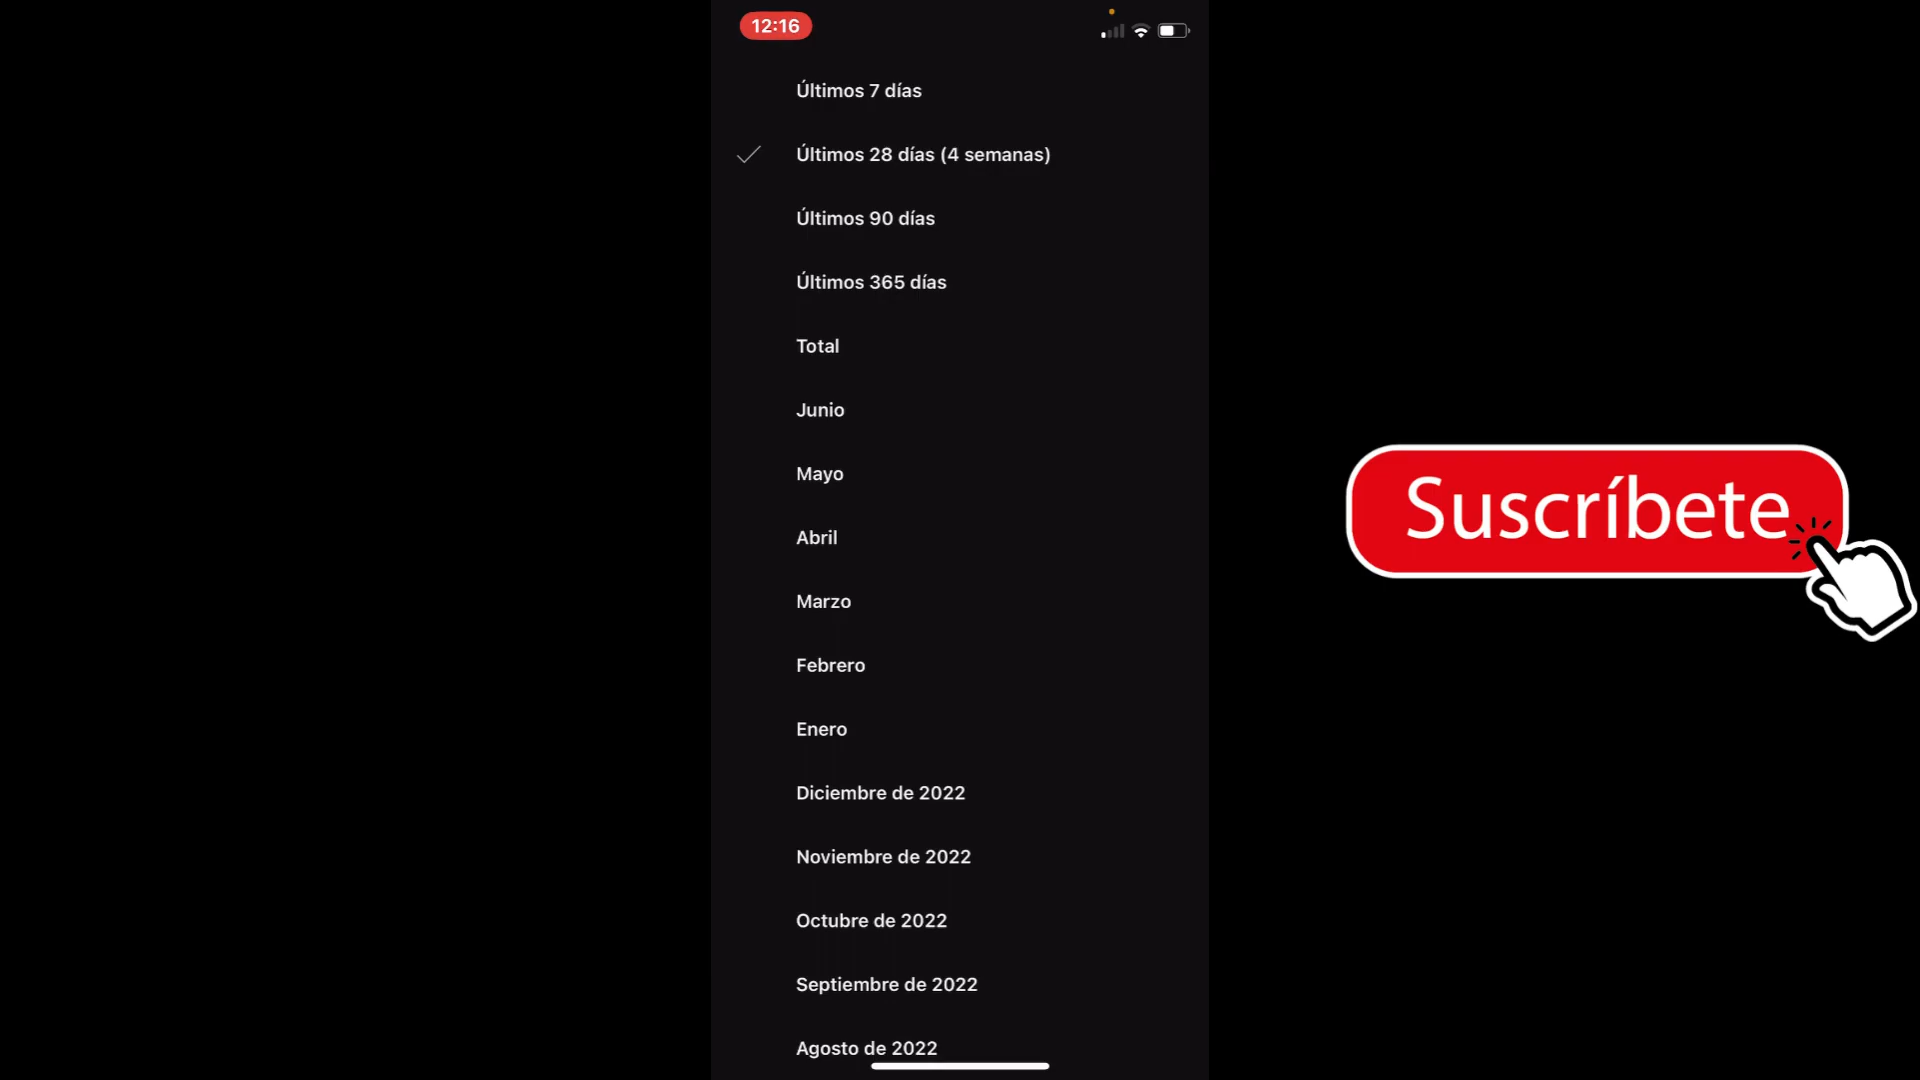 12:16
Últimos 7 días
Últimos 28 días (4 semanas)
Últimos 90 días
Últimos 365 días
Total
Junio
Mayo
Abril
Marzo
Febrero
Enero
Diciembre de 2022
Noviembre de 2022
Octubre de 2022
Septiembre de 2022
Agosto de 2022
Suscríbete